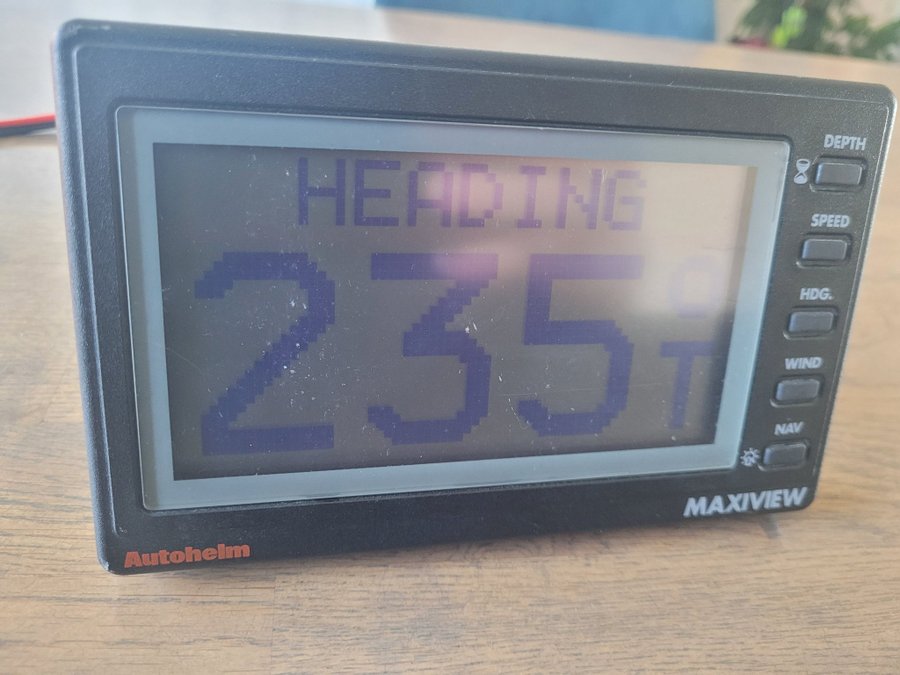 HEADING
235°T
DEPTH
SPEED
HDG.
WIND
NAV
MAXIVIEW
Autohelm